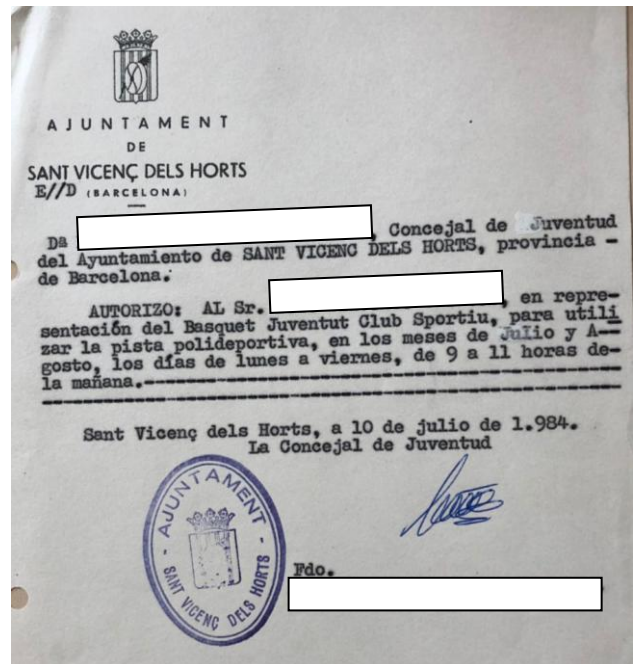 AJUNTAMENT
DE
SANT VICENÇ DELS HORTS
E//D (BARCELONA)
Dª , Concejal de Juventud
del Ayuntamiento de SANT VICENC DELS HORTS, provincia -
de Barcelona.
AUTORIZO: AL Sr. , en repre-
sentación del Basquet Juventut Club Sportiu, para utili
zar la pista polideportiva, en los meses de Julio y A-
gosto, los días de lunes a viernes, de 9 a 11 horas de-
la mañana.-
Sant Vicenç dels Horts, a 10 de julio de 1.984.
La Concejal de Juventud
AJUNTAMENT
SANT VICENÇ DELS HORTS
Fdo.